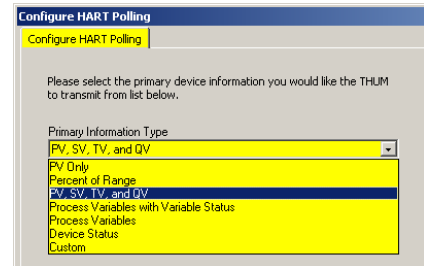 Configure HART Polling
Configure HART Polling
Please select the primary device information you would like the THUM
to transmit from list below.
Primary Information Type
PV, SV, TV, and QV
PV Only
Percent of Range
PV, SV, TV, and QV
Process Variables with Variable Status
Process Variables
Device Status
Custom